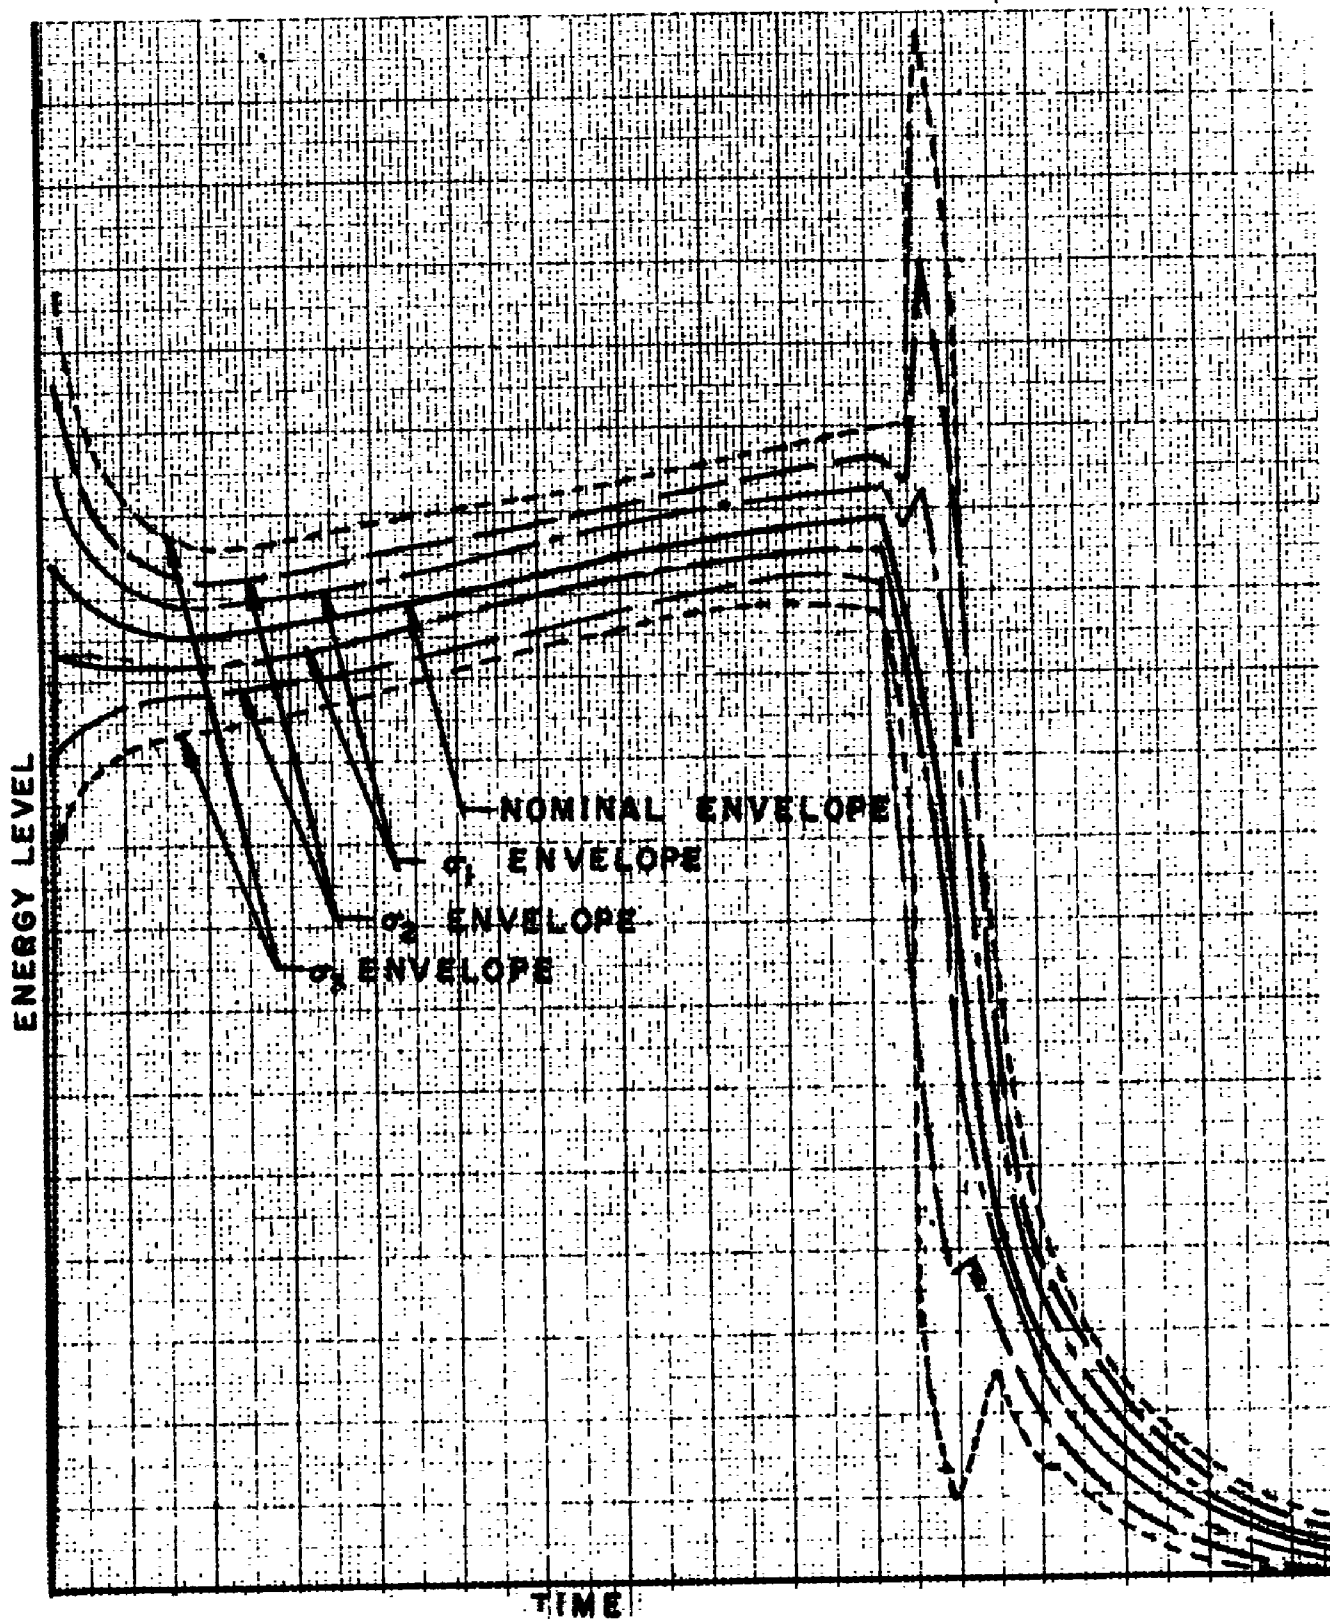 ENERGY LEVEL
NOMINAL ENVELOPE
σ₁ ENVELOPE
σ₂ ENVELOPE
σ₃ ENVELOPE
TIME